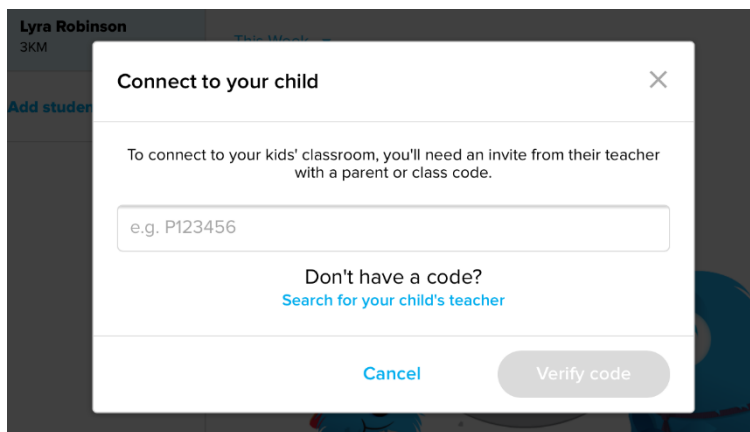 Lyra Robinson
3KM
This Week
Add studen
Connect to your child
To connect to your kids' classroom, you'll need an invite from their teacher
with a parent or class code.
e.g. P123456
Don't have a code?
Search for your child's teacher
Cancel
Verify code